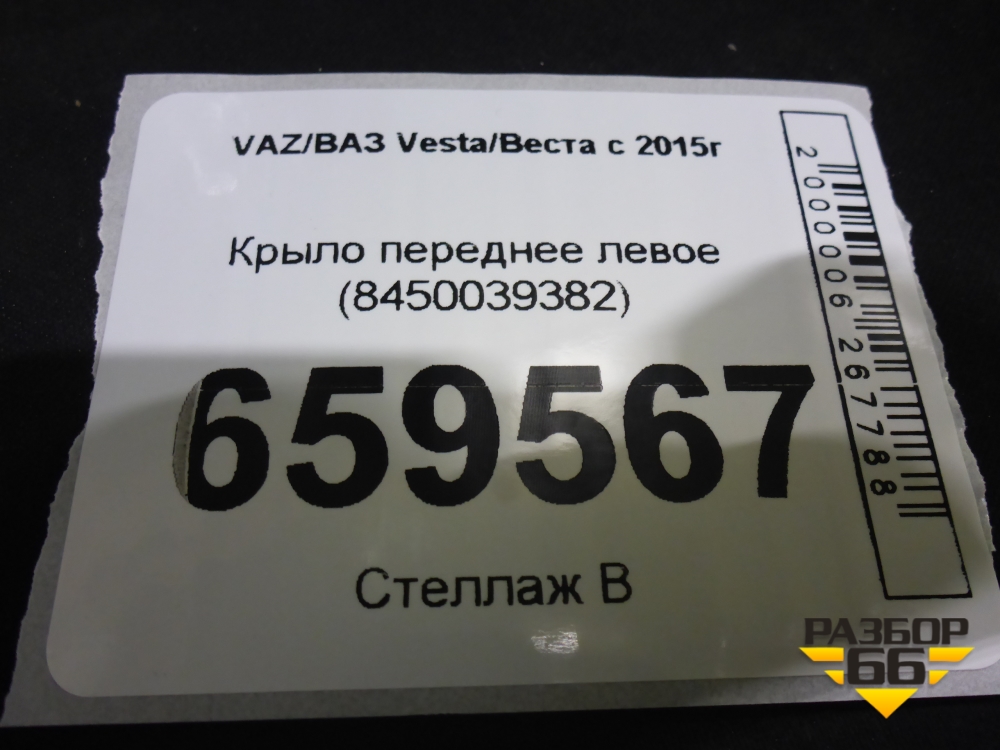 VAZ/ВАЗ Vesta/Веста с 2015г
Крыло переднее левое
(8450039382)
659567
Стеллаж В
2000006267788
РАЗБОР
66